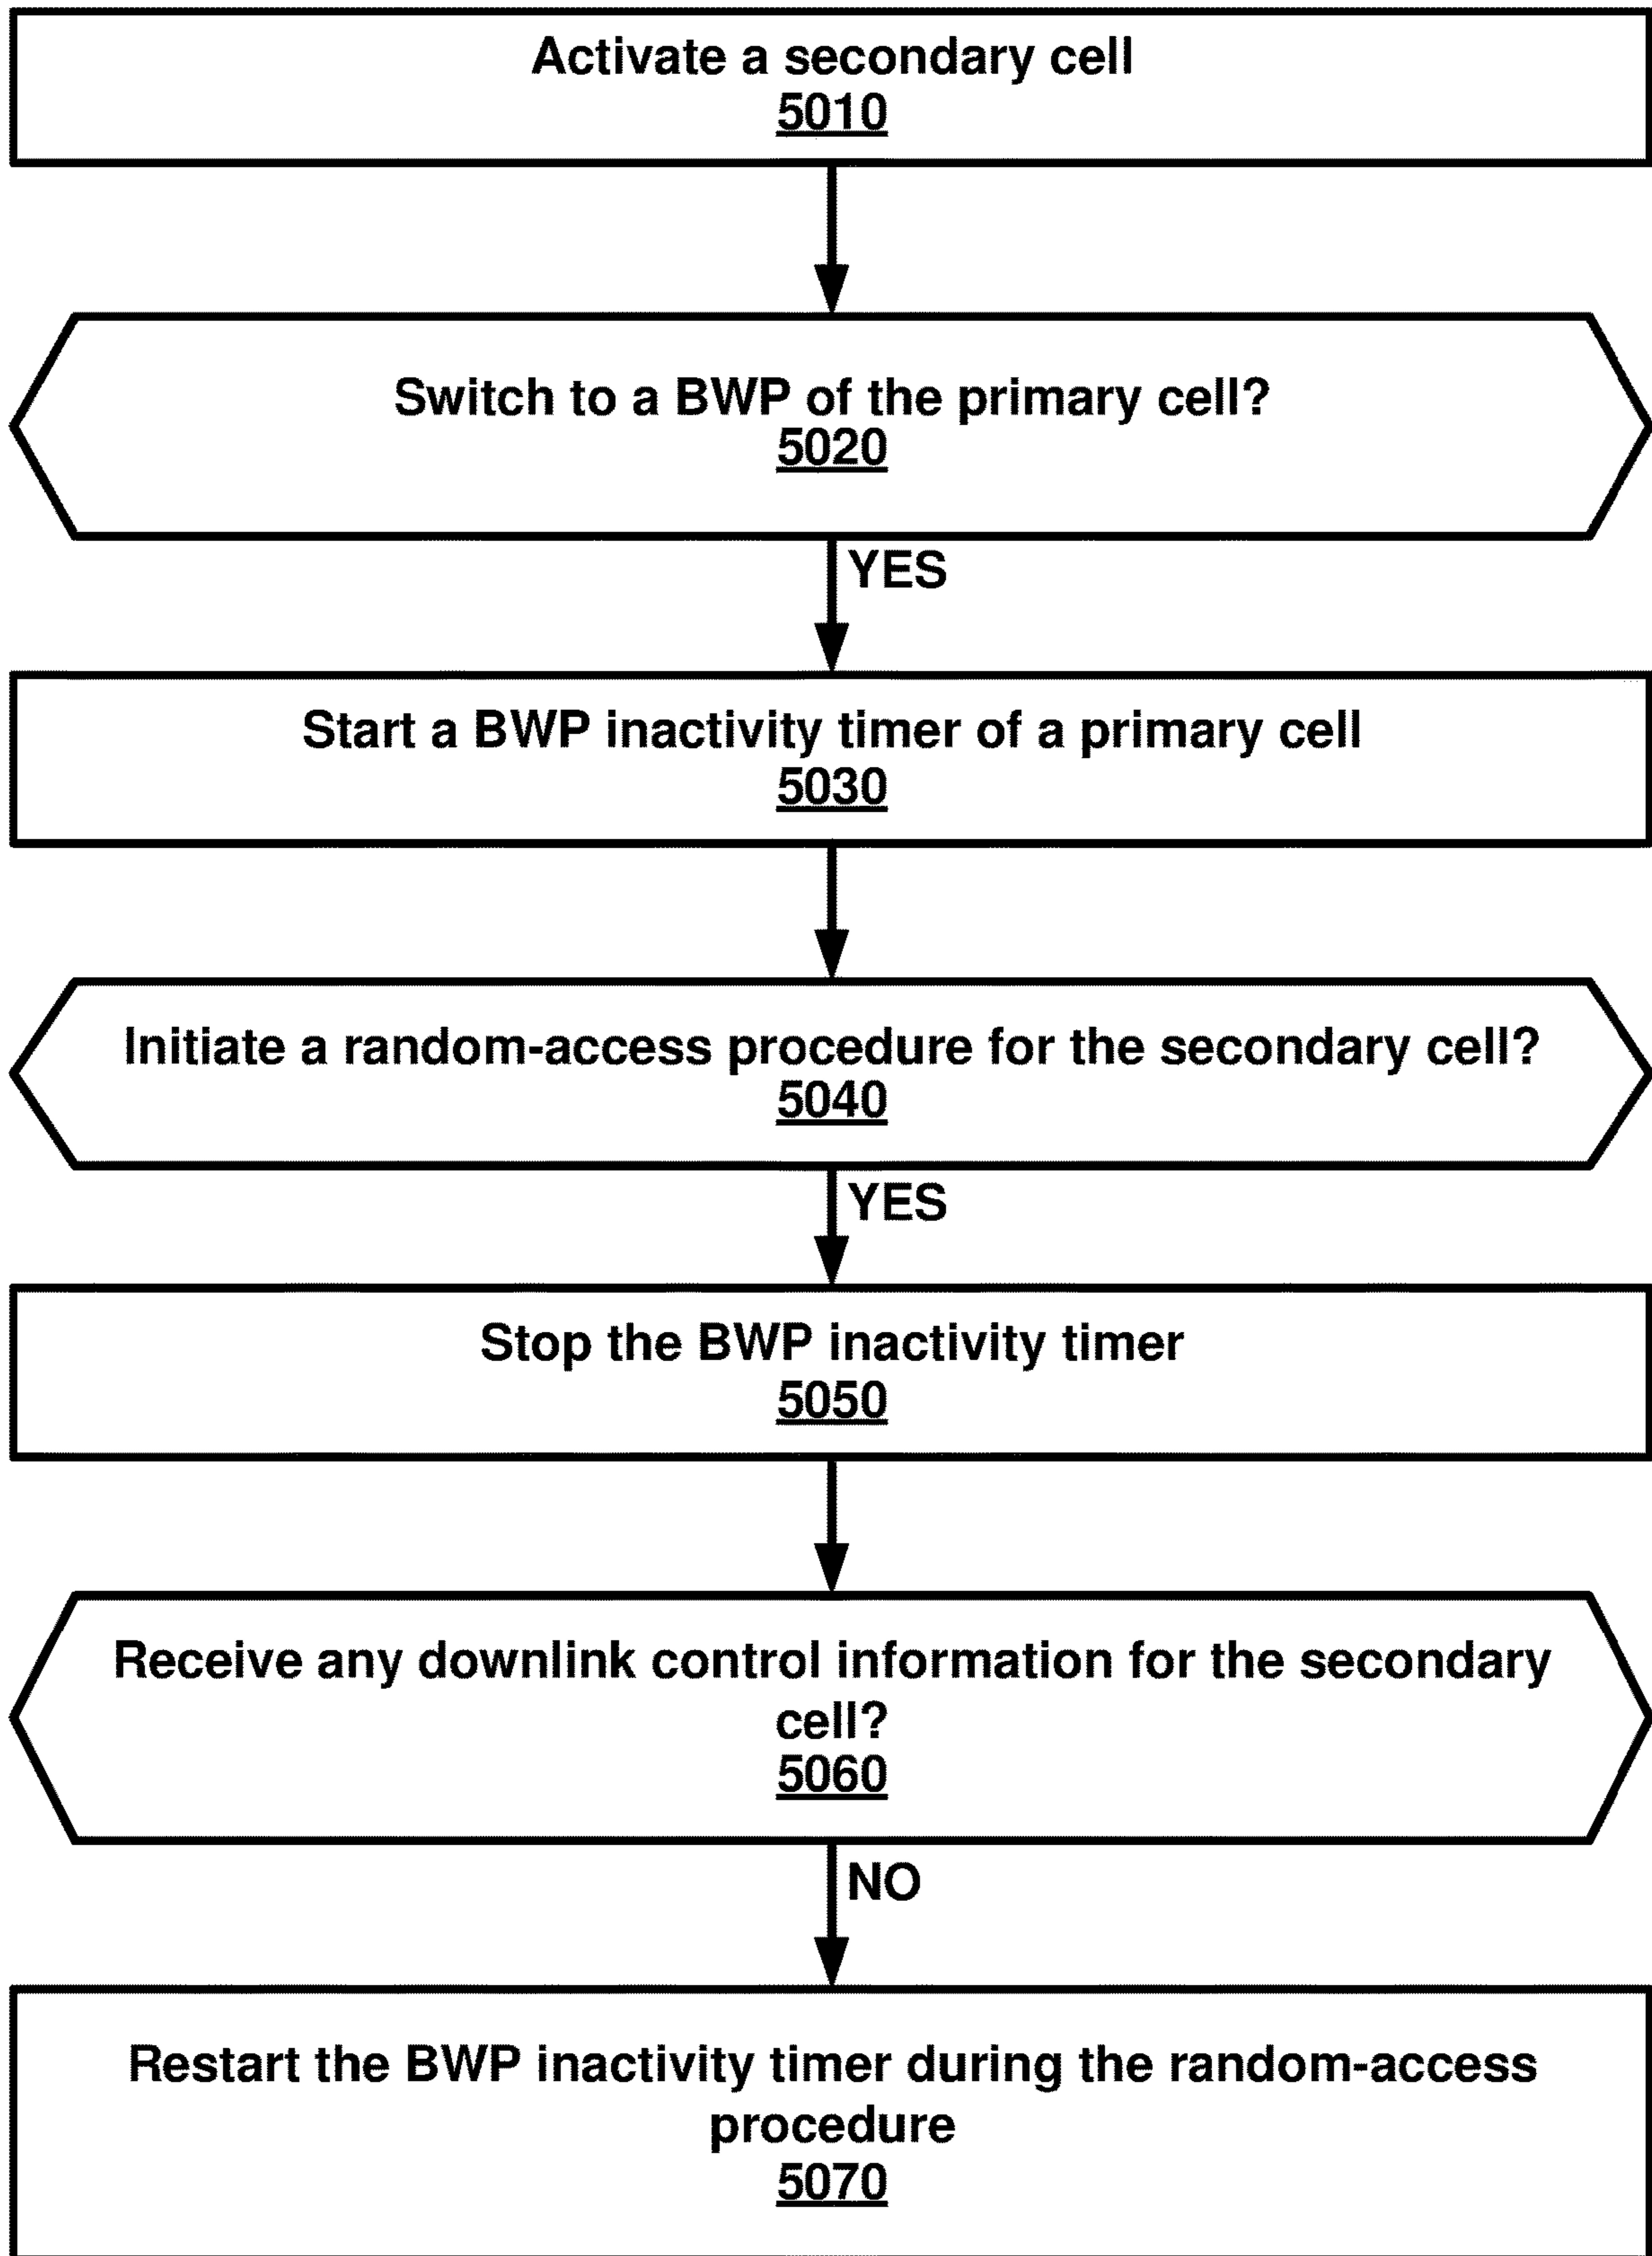 Activate a secondary cell
5010
Switch to a BWP of the primary cell?
5020
YES
Start a BWP inactivity timer of a primary cell
5030
Initiate a random-access procedure for the secondary cell?
5040
YES
Stop the BWP inactivity timer
5050
Receive any downlink control information for the secondary
cell?
5060
NO
Restart the BWP inactivity timer during the random-access
procedure
5070